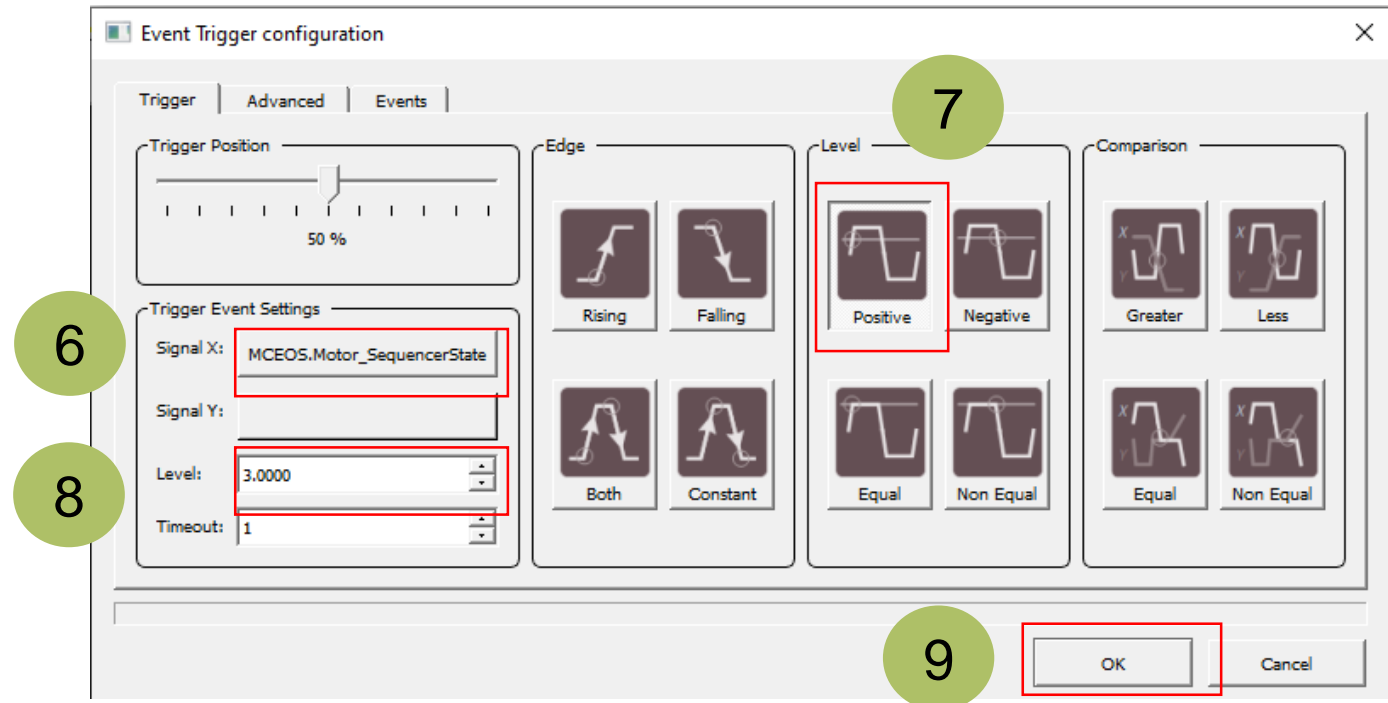 Event Trigger configuration
Trigger
Advanced
Events
7
Trigger Position
50 %
Edge
Rising
Falling
Both
Constant
Level
Positive
Negative
Equal
Non Equal
Comparison
X
Y
Greater
X
Y
Less
X
Y
Equal
X
Y
Non Equal
6
Trigger Event Settings
Signal X:
MCEOS.Motor_SequencerState
Signal Y:
8
Level:
3.0000
Timeout:
1
9
OK
Cancel